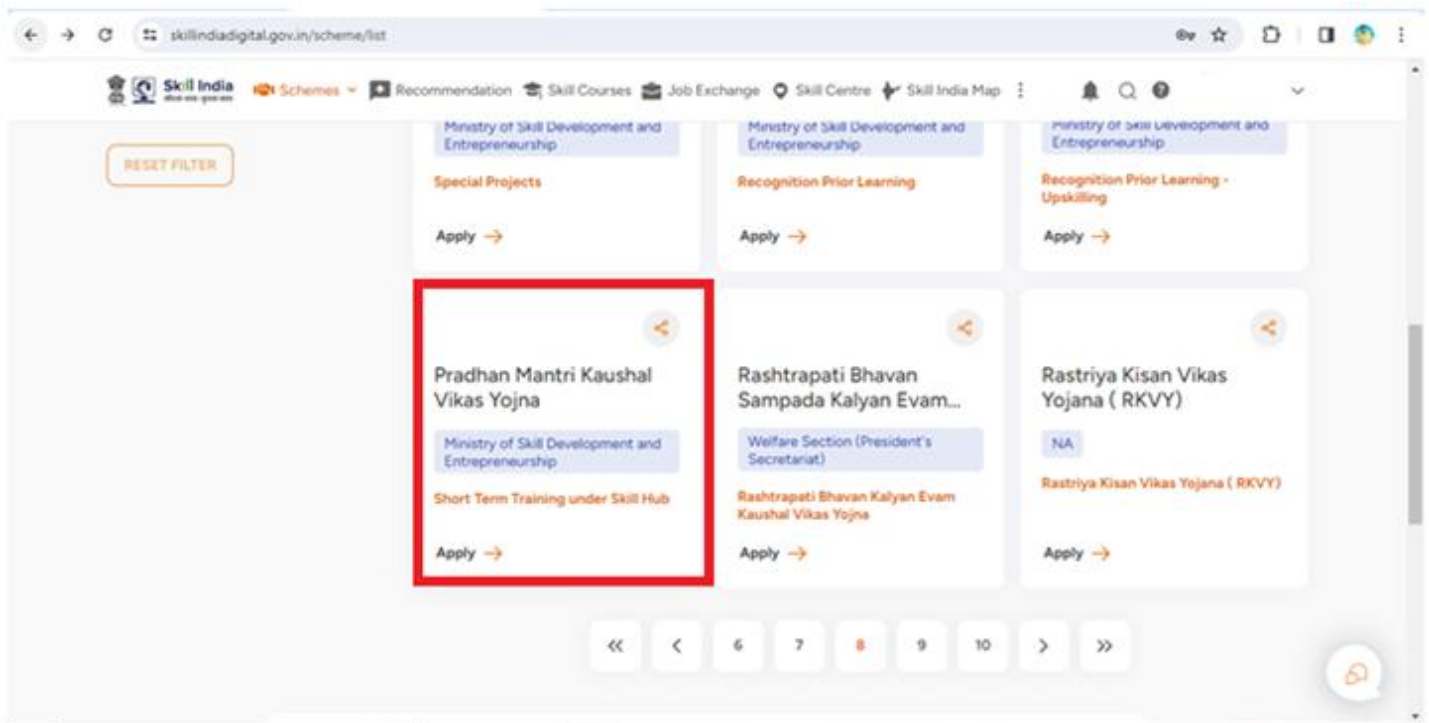 skillindiadigital.gov.in/scheme/list
Skill India
Schemes
Recommendation
Skill Courses
Job Exchange
Skill Centre
Skill India Map
RESET FILTER
Ministry of Skill Development and
Entrepreneurship
Special Projects
Apply →
Ministry of Skill Development and
Entrepreneurship
Recognition Prior Learning
Apply →
Ministry of Skill Development and
Entrepreneurship
Recognition Prior Learning -
Upskilling
Apply →
Pradhan Mantri Kaushal
Vikas Yojna
Ministry of Skill Development and
Entrepreneurship
Short Term Training under Skill Hub
Apply →
Rashtrapati Bhavan
Sampada Kalyan Evam...
Welfare Section (President's
Secretariat)
Rashtrapati Bhavan Kalyan Evam
Kaushal Vikas Yojna
Apply →
Rastriya Kisan Vikas
Yojana ( RKVY)
NA
Rastriya Kisan Vikas Yojana ( RKVY)
Apply →
« < 6 7 8 9 10 > »